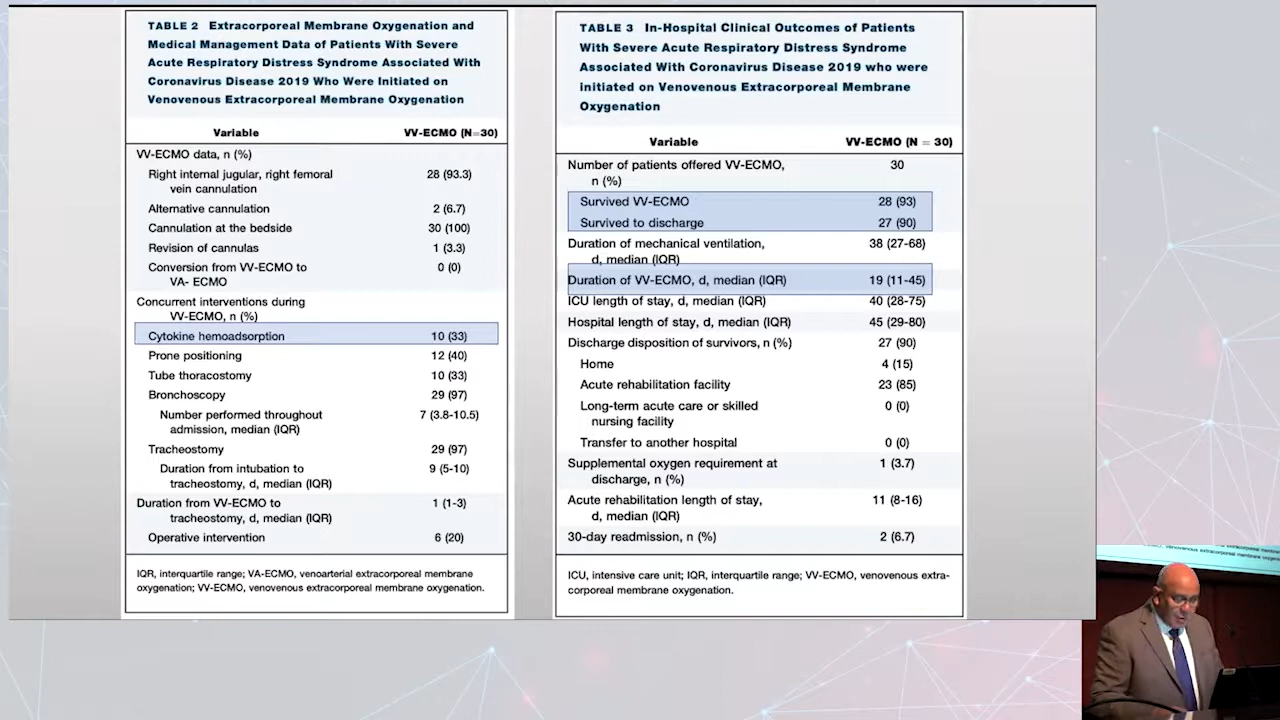 TABLE 2 Extracorporeal Membrane Oxygenation and
Medical Management Data of Patients With Severe
Acute Respiratory Distress Syndrome Associated With
Coronavirus Disease 2019 Who Were Initiated on
Venovenous Extracorporeal Membrane Oxygenation
Variable VV-ECMO (N=30)
VV-ECMO data, n (%)
Right internal jugular, right femoral 28 (93.3)
vein cannulation
Alternative cannulation 2 (6.7)
Cannulation at the bedside 30 (100)
Revision of cannulas 1 (3.3)
Conversion from VV-ECMO to 0 (0)
VA- ECMO
Concurrent interventions during
VV-ECMO, n (%)
Cytokine hemoadsorption 10 (33)
Prone positioning 12 (40)
Tube thoracostomy 10 (33)
Bronchoscopy 29 (97)
Number performed throughout 7 (3.8-10.5)
admission, median (IQR)
Tracheostomy 29 (97)
Duration from intubation to 9 (5-10)
tracheostomy, d, median (IQR)
Duration from VV-ECMO to 1 (1-3)
tracheostomy, d, median (IQR)
Operative intervention 6 (20)
IQR, interquartile range; VA-ECMO, venoarterial extracorporeal membrane
oxygenation; VV-ECMO, venovenous extracorporeal membrane oxygenation.
TABLE 3 In-Hospital Clinical Outcomes of Patients
With Severe Acute Respiratory Distress Syndrome
Associated With Coronavirus Disease 2019 who were
initiated on Venovenous Extracorporeal Membrane
Oxygenation
Variable VV-ECMO (N = 30)
Number of patients offered VV-ECMO, 30
n (%)
Survived VV-ECMO 28 (93)
Survived to discharge 27 (90)
Duration of mechanical ventilation, 38 (27-68)
d, median (IQR)
Duration of VV-ECMO, d, median (IQR) 19 (11-45)
ICU length of stay, d, median (IQR) 40 (28-75)
Hospital length of stay, d, median (IQR) 45 (29-80)
Discharge disposition of survivors, n (%) 27 (90)
Home 4 (15)
Acute rehabilitation facility 23 (85)
Long-term acute care or skilled 0 (0)
nursing facility
Transfer to another hospital 0 (0)
Supplemental oxygen requirement at 1 (3.7)
discharge, n (%)
Acute rehabilitation length of stay, 11 (8-16)
d, median (IQR)
30-day readmission, n (%) 2 (6.7)
ICU, intensive care unit; IQR, interquartile range; VV-ECMO, venovenous extra-
corporeal membrane oxygenation.